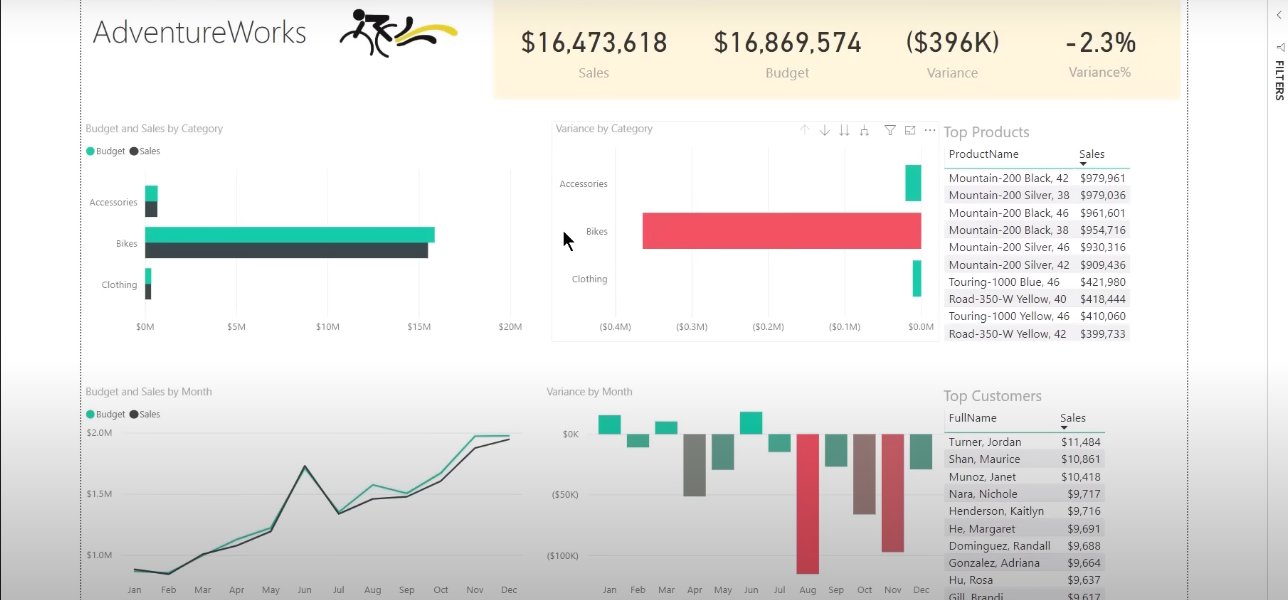 AdventureWorks
$16,473,618 $16,869,574 ($396K) -2.3%
Sales Budget Variance Variance%
FILTERS
Budget and Sales by Category
Budget Sales
Accessories
Bikes
Clothing
$0M $5M $10M $15M $20M
Variance by Category
Accessories
Bikes
Clothing
($0.4M) ($0.3M) ($0.2M) ($0.1M) $0.0M
Top Products
ProductName Sales
Mountain-200 Black, 42 $979,961
Mountain-200 Silver, 38 $979,036
Mountain-200 Black, 46 $961,601
Mountain-200 Black, 38 $954,716
Mountain-200 Silver, 46 $930,316
Mountain-200 Silver, 42 $909,436
Touring-1000 Blue, 46 $421,980
Road-350-W Yellow, 40 $418,444
Touring-1000 Yellow, 46 $410,060
Road-350-W Yellow, 42 $399,733
Budget and Sales by Month
Budget Sales
$2.0M
$1.5M
$1.0M
Jan Feb Mar Apr May Jun Jul Aug Sep Oct Nov Dec
Variance by Month
$0K
($50K)
($100K)
Jan Feb Mar Apr May Jun Jul Aug Sep Oct Nov Dec
Top Customers
FullName Sales
Turner, Jordan $11,484
Shan, Maurice $10,861
Munoz, Janet $10,418
Nara, Nichole $9,717
Henderson, Kaitlyn $9,716
He, Margaret $9,691
Dominguez, Randall $9,688
Gonzalez, Adriana $9,664
Hu, Rosa $9,637
Gill, Brandi $9,617